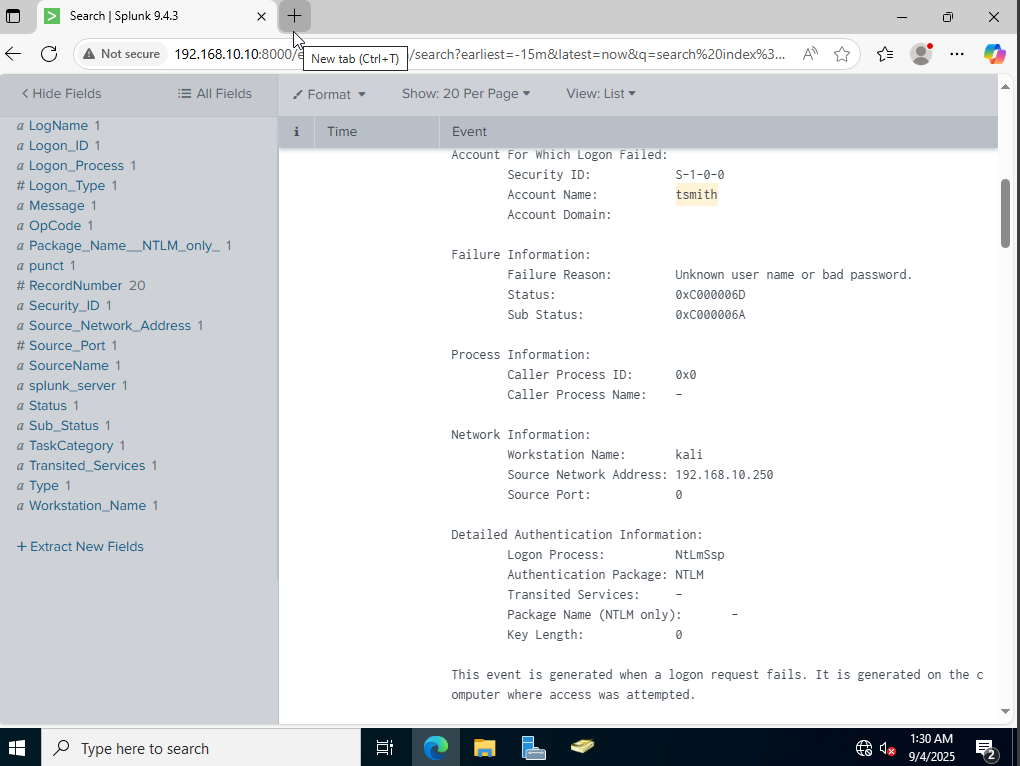 Search | Splunk 9.4.3
Not secure 192.168.10.10:8000/e
/search?earliest=-15m&latest=now&q=search%20index%3...
New tab (Ctrl+T)
Hide Fields
All Fields
a LogName 1
a Logon_ID 1
a Logon_Process 1
# Logon_Type 1
a Message 1
a OpCode 1
a Package_Name__NTLM_only_ 1
a punct 1
# RecordNumber 20
a Security_ID 1
a Source_Network_Address 1
# Source_Port 1
a SourceName 1
a splunk_server 1
a Status 1
a Sub_Status 1
a TaskCategory 1
a Transited_Services 1
a Type 1
a Workstation_Name 1
+ Extract New Fields
Format
Show: 20 Per Page
View: List
i Time Event
Account For Which Logon Failed:
Security ID: S-1-0-0
Account Name: tsmith
Account Domain:
Failure Information:
Failure Reason: Unknown user name or bad password.
Status: 0xC000006D
Sub Status: 0xC000006A
Process Information:
Caller Process ID: 0x0
Caller Process Name: -
Network Information:
Workstation Name: kali
Source Network Address: 192.168.10.250
Source Port: 0
Detailed Authentication Information:
Logon Process: NtLmSsp
Authentication Package: NTLM
Transited Services: -
Package Name (NTLM only): -
Key Length: 0
This event is generated when a logon request fails. It is generated on the c
omputer where access was attempted.
Type here to search
1:30 AM
9/4/2025
2